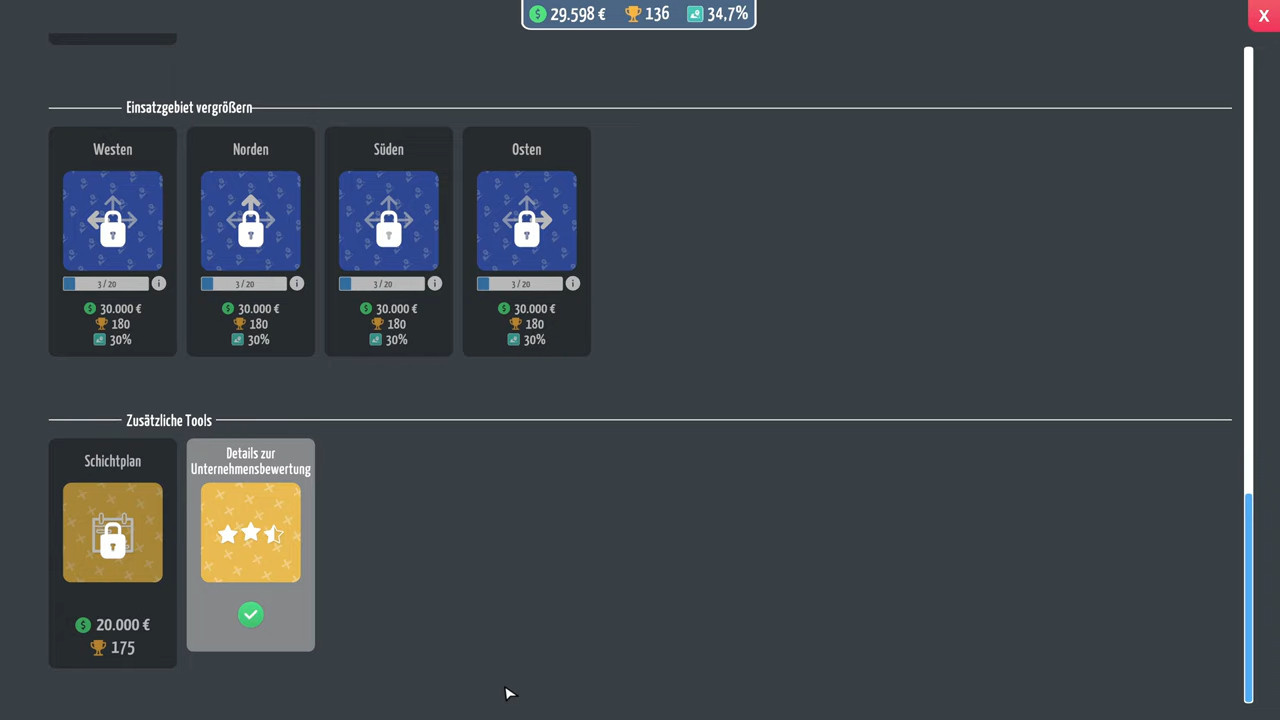 29.598 € 136 34,7%
X
Einsatzgebiet vergrößern
Westen Norden Süden Osten
3 / 20 i 3 / 20 i 3 / 20 i 3 / 20 i
$ 30.000 € $ 30.000 € $ 30.000 € $ 30.000 €
180 180 180 180
30% 30% 30% 30%
Zusätzliche Tools
Schichtplan
Details zur
Unternehmensbewertung
$ 20.000 €
175